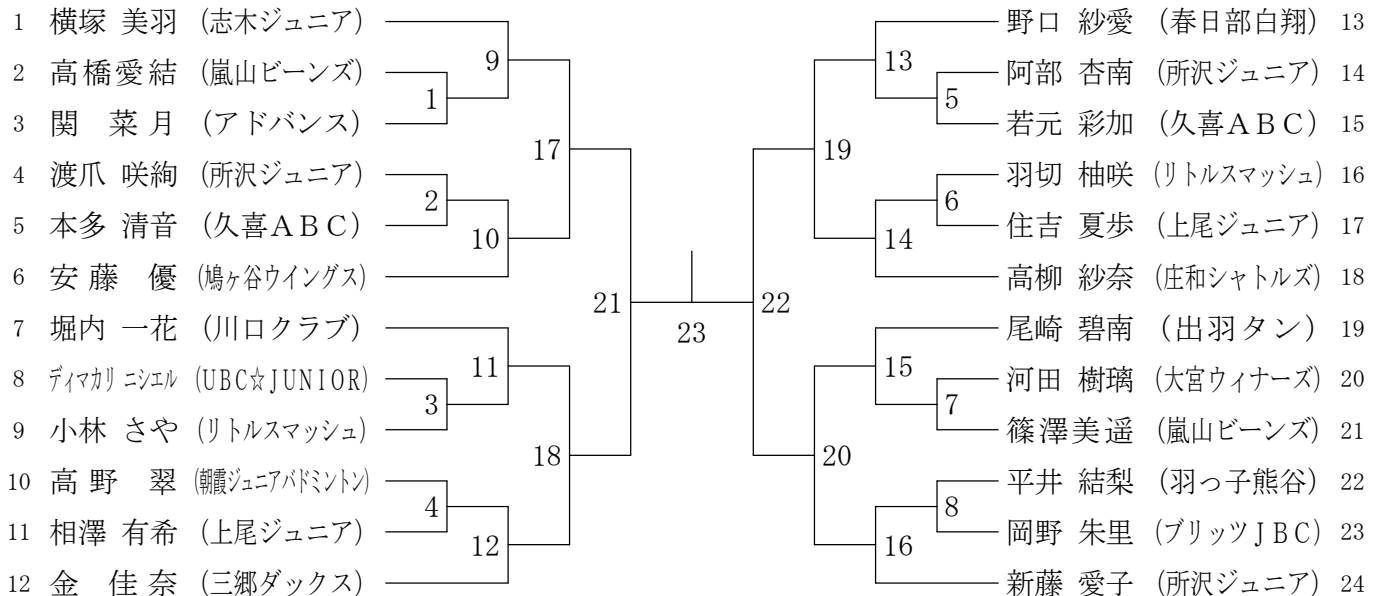 1 横塚 美羽 (志木ジュニア)
2 高橋愛結 (嵐山ビーンズ)
3 関 菜月 (アドバンス)
4 渡爪 咲絢 (所沢ジュニア)
5 本多 清音 (久喜ＡＢＣ)
6 安藤 優 (鳩ヶ谷ウイングス)
7 堀内 一花 (川口クラブ)
8 ディマカリ ニシエル (UBC☆JUNIOR)
9 小林 さや (リトルスマッシュ)
10 高野 翠 (朝霞ジュニアバドミントン)
11 相澤 有希 (上尾ジュニア)
12 金 佳奈 (三郷ダックス)
9
1
17
2
10
21
11
3
18
4
12
23
22
13
5
19
6
14
15
7
20
8
16
野口 紗愛 (春日部白翔) 13
阿部 杏南 (所沢ジュニア) 14
若元 彩加 (久喜ＡＢＣ) 15
羽切 柚咲 (リトルスマッシュ) 16
住吉 夏歩 (上尾ジュニア) 17
高柳 紗奈 (庄和シャトルズ) 18
尾崎 碧南 (出羽タン) 19
河田 樹璃 (大宮ウィナーズ) 20
篠澤美遥 (嵐山ビーンズ) 21
平井 結梨 (羽っ子熊谷) 22
岡野 朱里 (ブリッツＪＢＣ) 23
新藤 愛子 (所沢ジュニア) 24